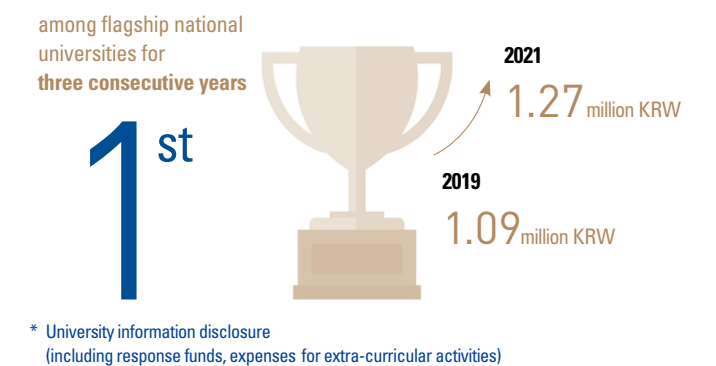 among flagship national
universities for
three consecutive years
1st
2021
1.27 million KRW
2019
1.09 million KRW
* University information disclosure
(including response funds, expenses for extra-curricular activities)